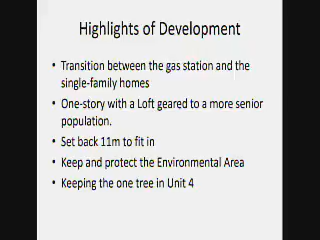 Highlights of Development
• Transition between the gas station and the
single-family homes
• One-story with a Loft geared to a more senior
population.
• Set back 11m to fit in
• Keep and protect the Environmental Area
• Keeping the one tree in Unit 4